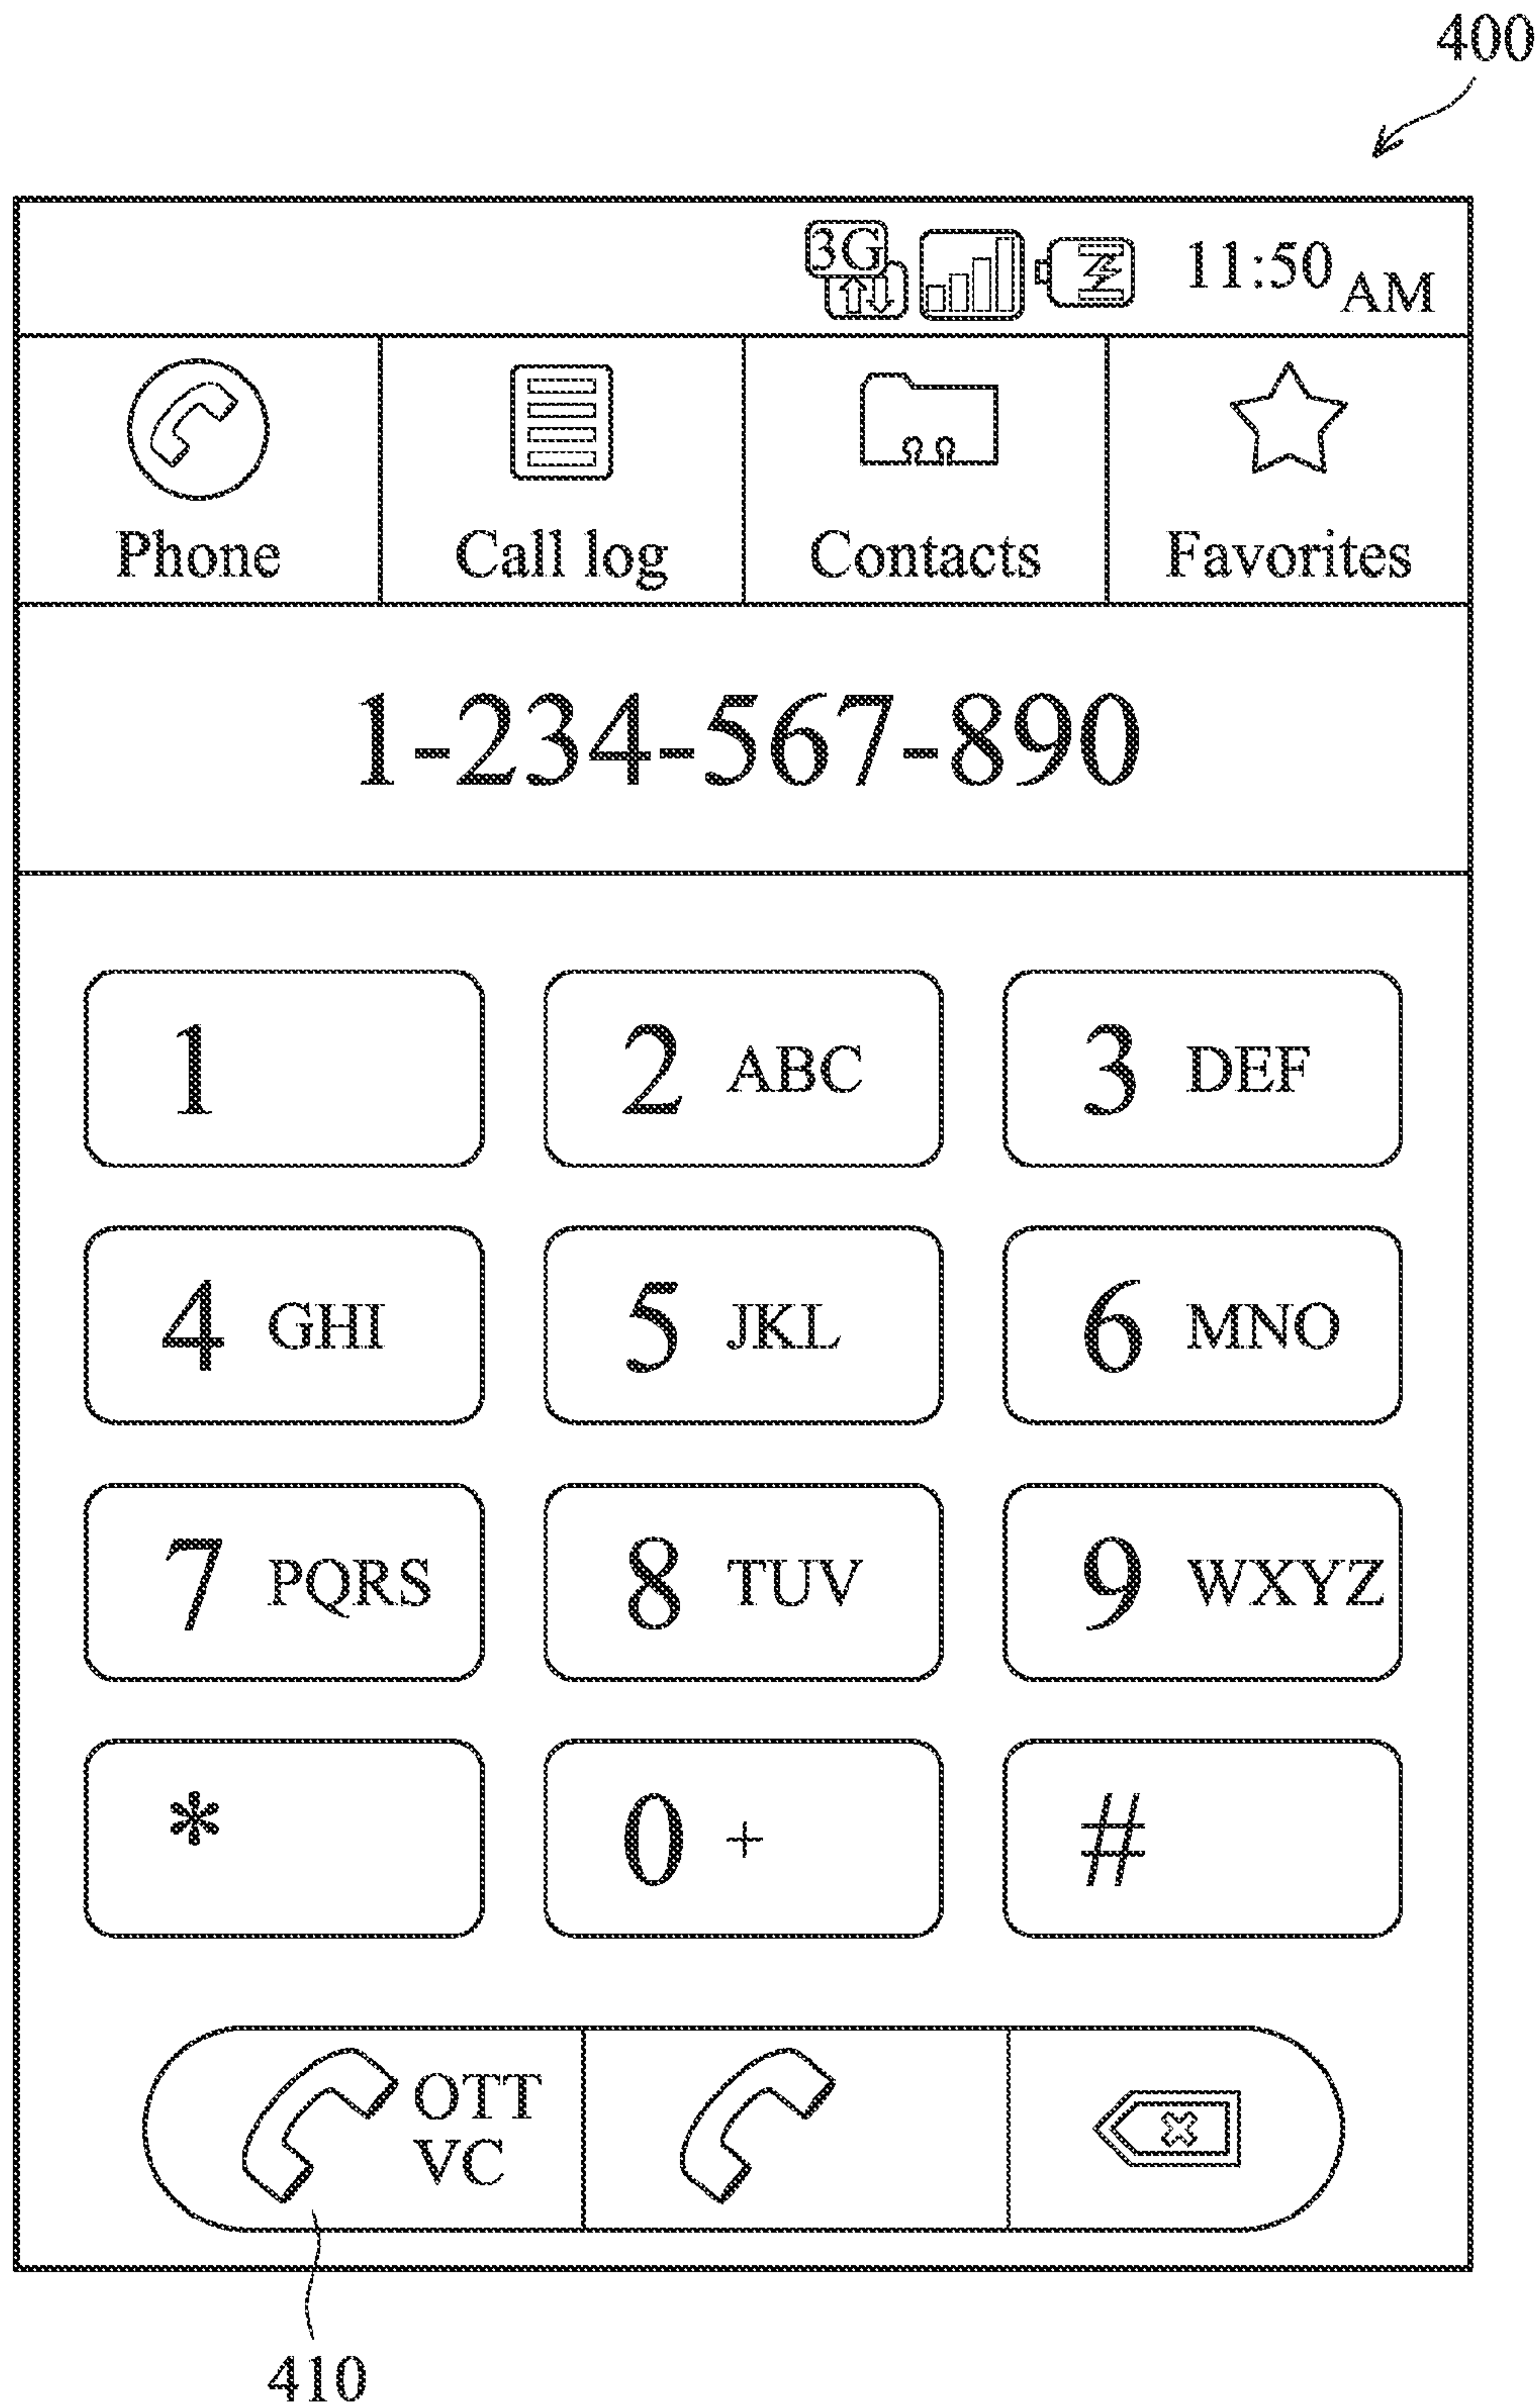 400
3G 11:50 AM
Phone Call log Contacts Favorites
1-234-567-890
1 2 ABC 3 DEF
4 GHI 5 JKL 6 MNO
7 PQRS 8 TUV 9 WXYZ
* 0 + #
OTT
VC
410